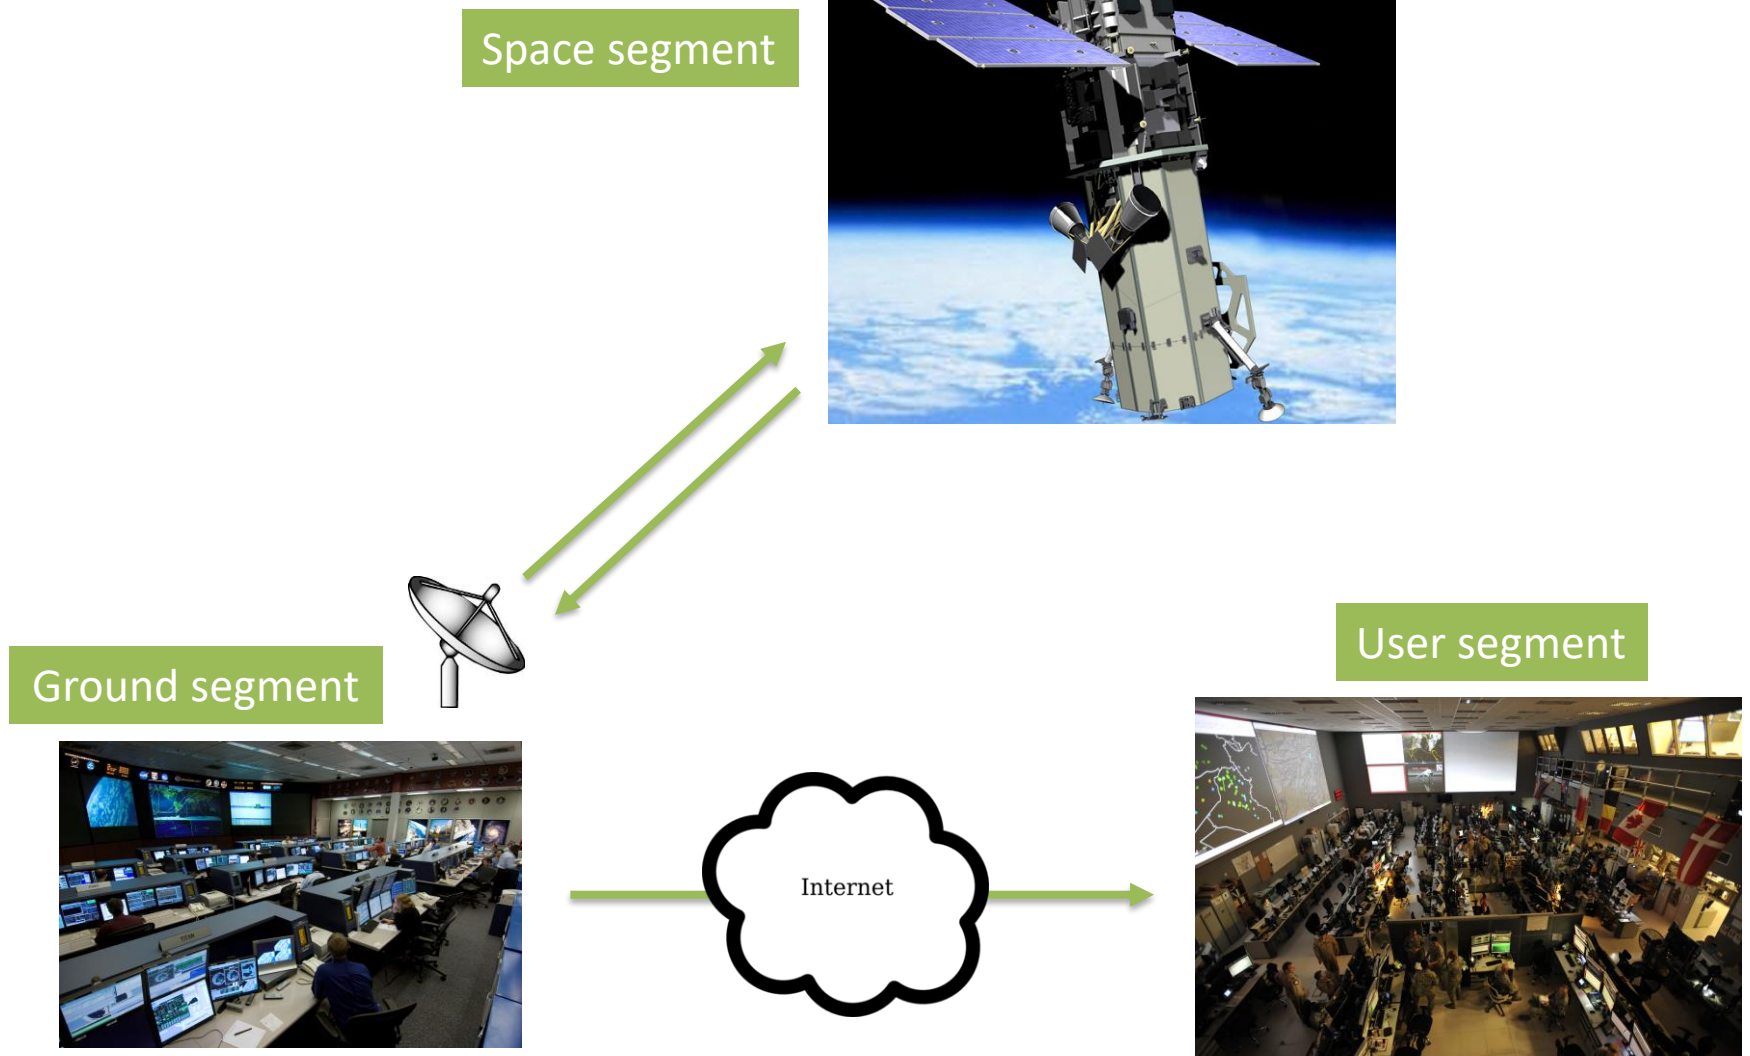 Space segment
User segment
Ground segment
Internet